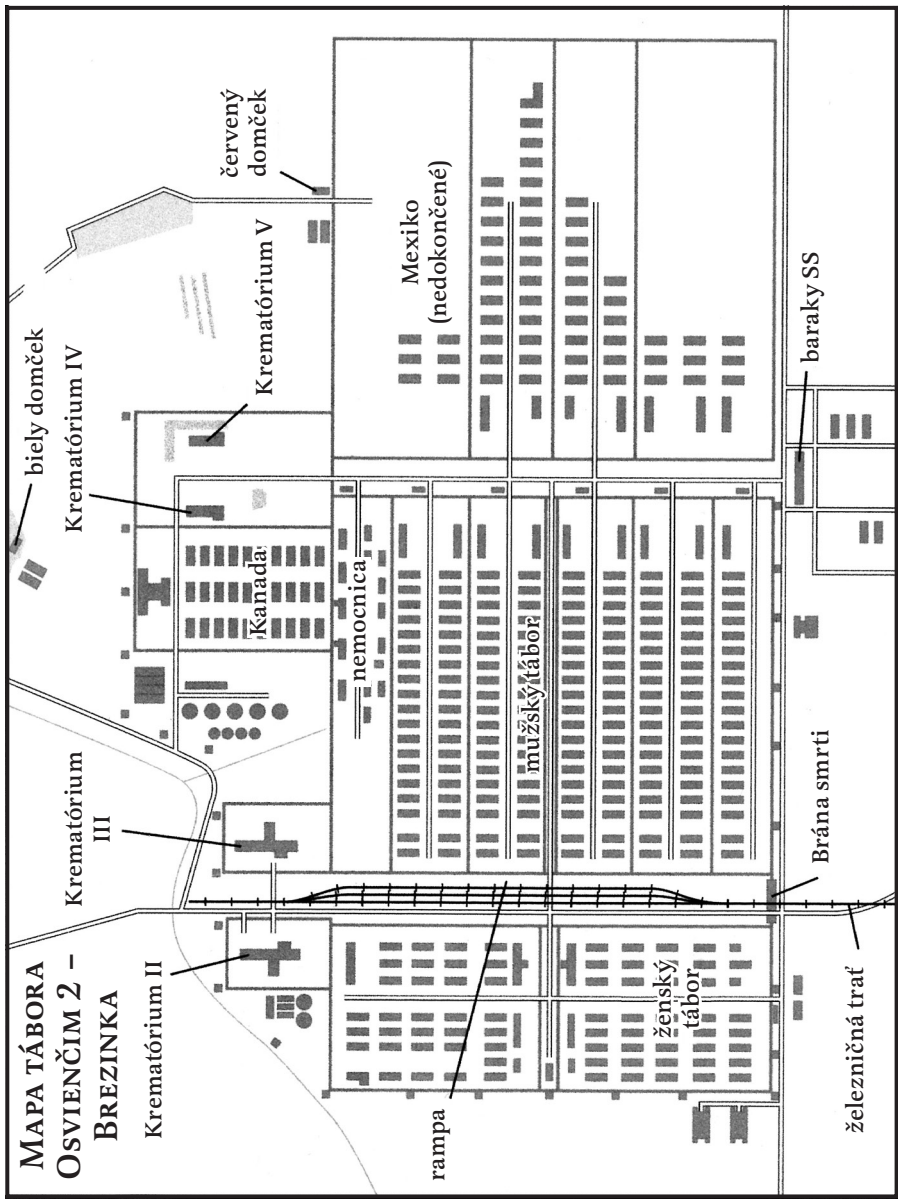 MAPA TÁBORA
OSVIENČIM 2 –
BREZINKA
Krematórium II
Krematórium
III
biely domček
Krematórium IV
Krematórium V
červený
domček
Kanada
nemocnica
Mexiko
(nedokončené)
mužský tábor
ženský
tábor
rampa
železničná trať
Brána smrti
baraky SS